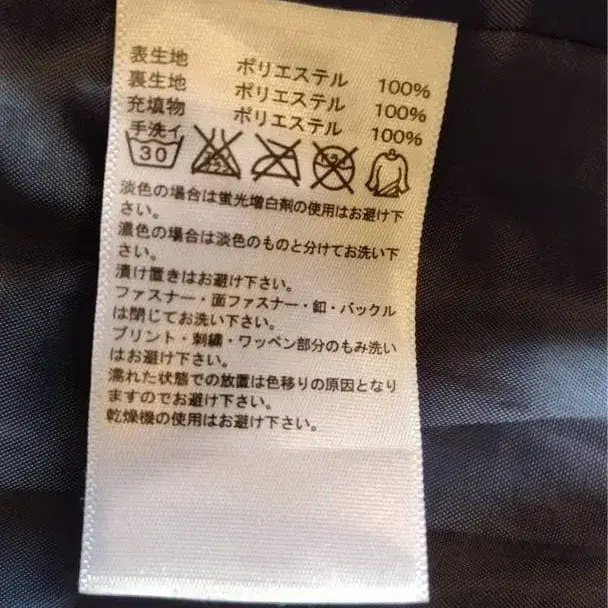 表生地 ポリエステル 100%
裏生地 ポリエステル 100%
充填物 ポリエステル 100%
手洗イ
30
淡色の場合は蛍光増白剤の使用はお避け下
さい。
濃色の場合は淡色のものと分けてお洗い下
さい。
漬け置きはお避け下さい。
ファスナー・面ファスナー・釦・バックル
は閉じてお洗い下さい。
プリント・刺繍・ワッペン部分のもみ洗い
はお避け下さい。
濡れた状態での放置は色移りの原因となり
ますのでお避け下さい。
乾燥機の使用はお避け下さい。